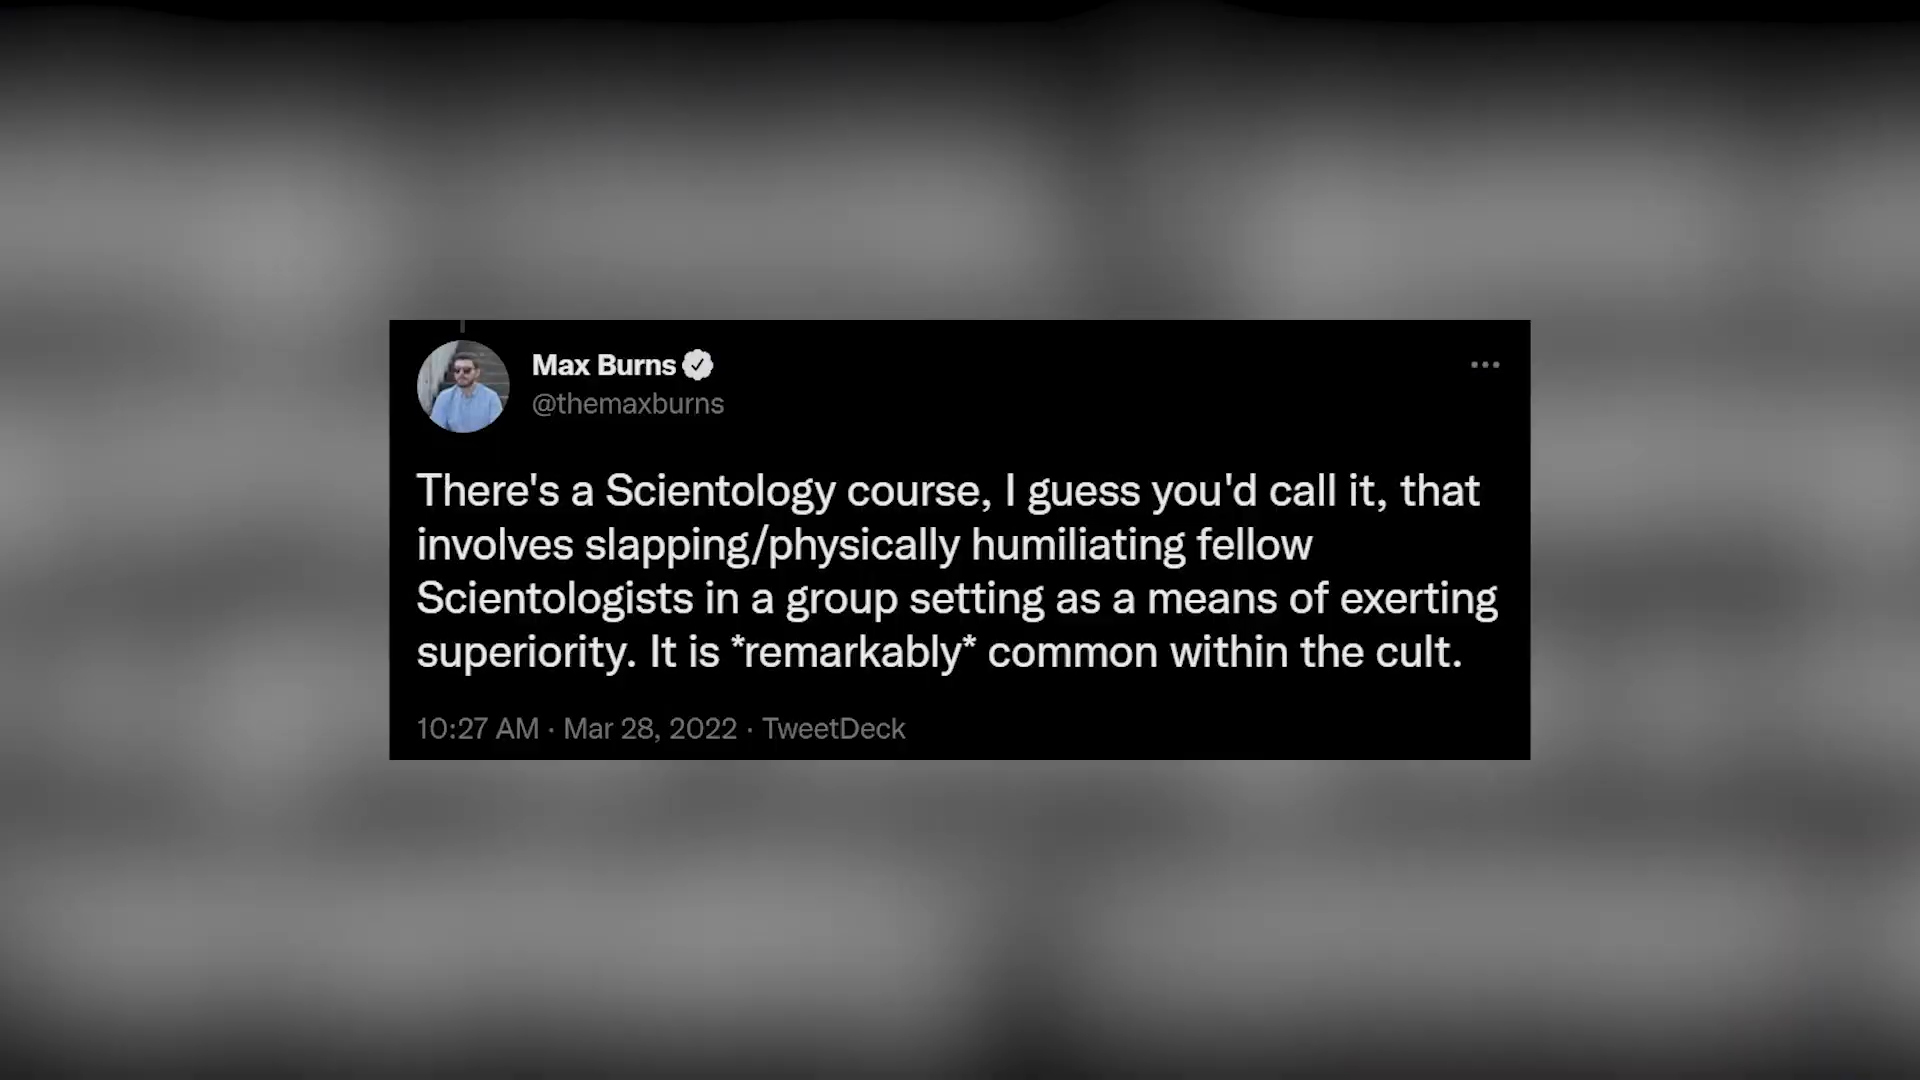 Max Burns
@themaxburns
There's a Scientology course, I guess you'd call it, that
involves slapping/physically humiliating fellow
Scientologists in a group setting as a means of exerting
superiority. It is *remarkably* common within the cult.
10:27 AM · Mar 28, 2022 · TweetDeck